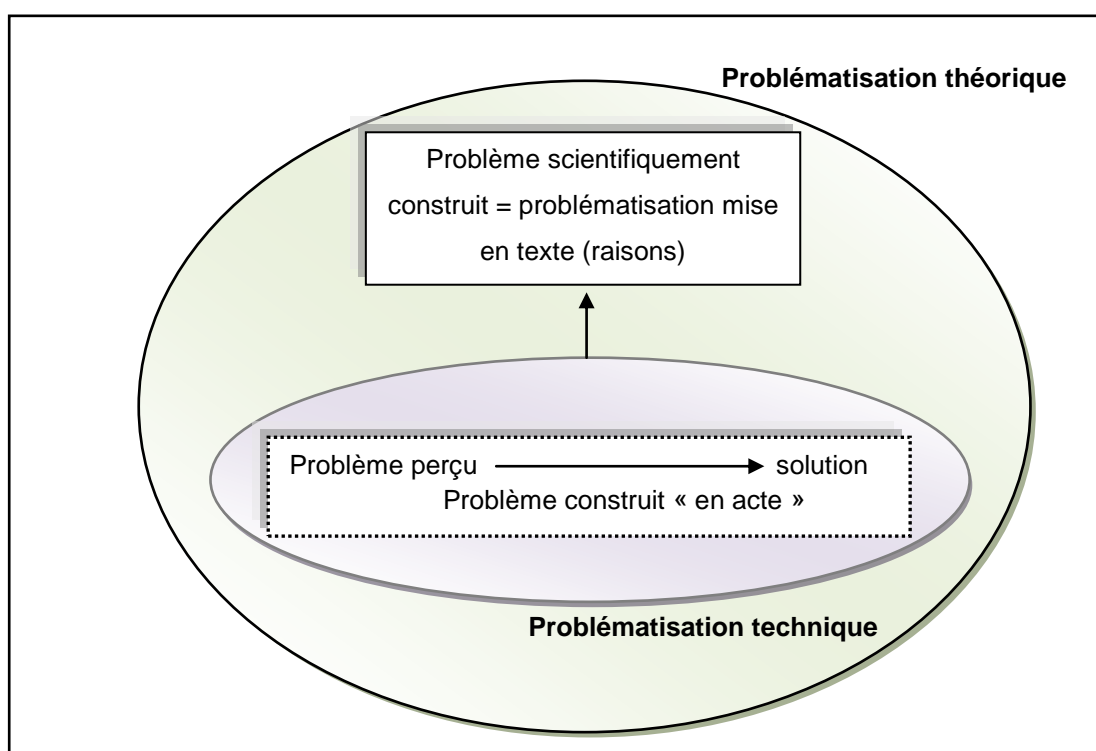 Problématisation théorique
Problème scientifiquement
construit = problématisation mise
en texte (raisons)
Problème perçu solution
Problème construit « en acte »
Problématisation technique